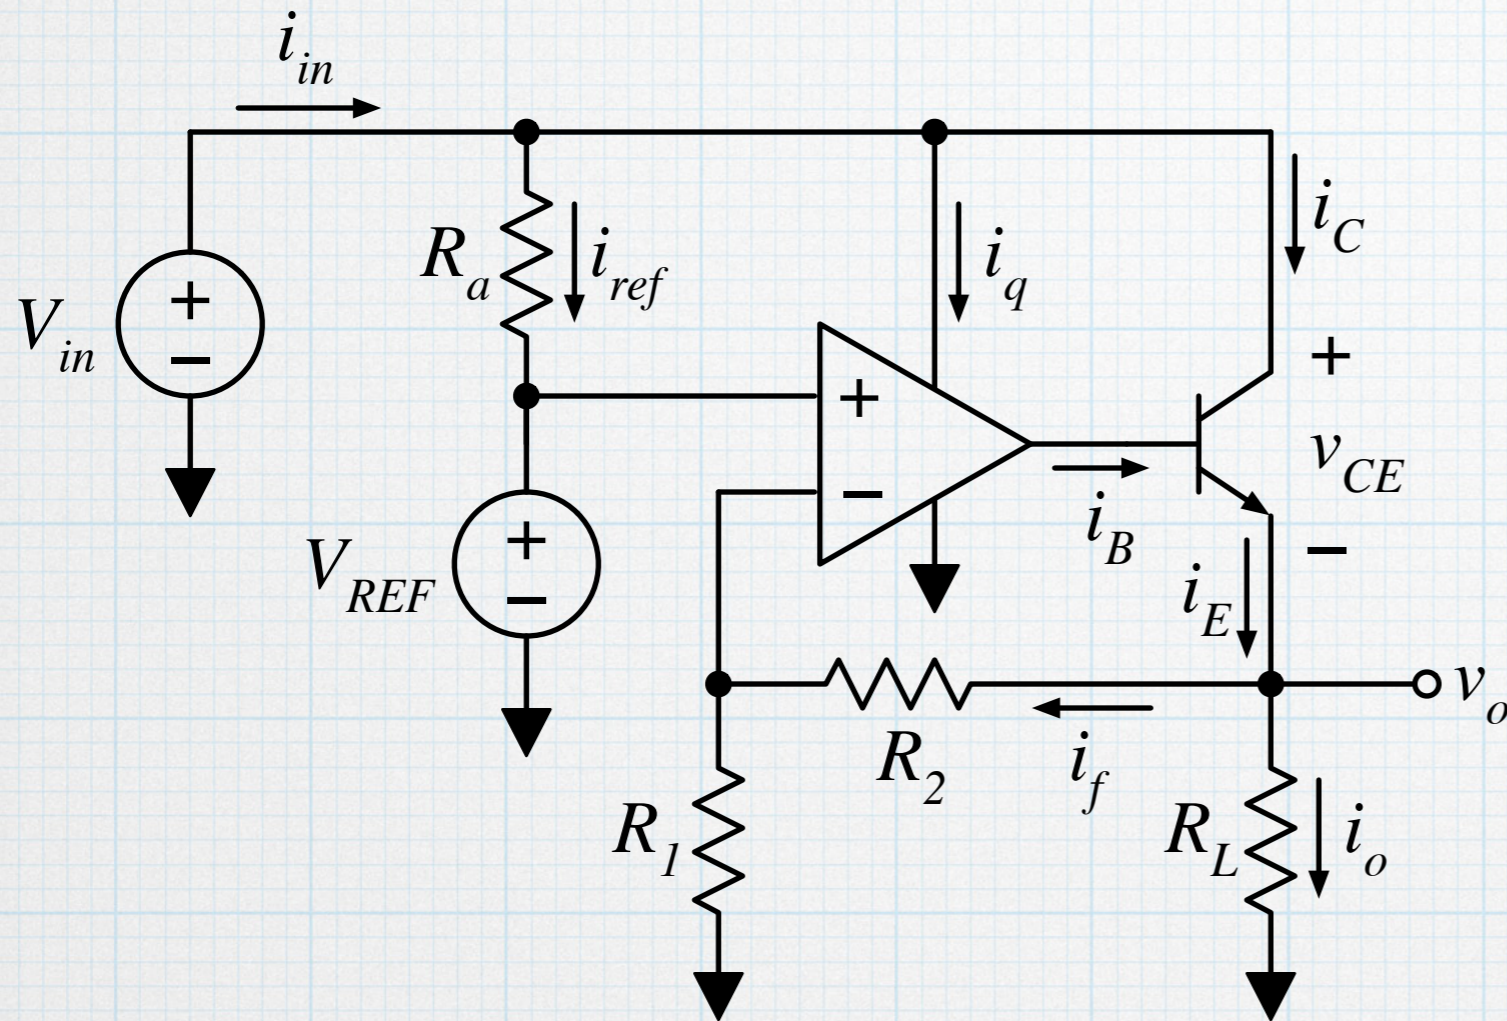 i_in
R_a
i_ref
i_q
i_C
V_in
+
−
+
−
+
v_CE
−
i_B
V_REF
+
−
i_E
v_o
R_2
i_f
R_1
R_L
i_o